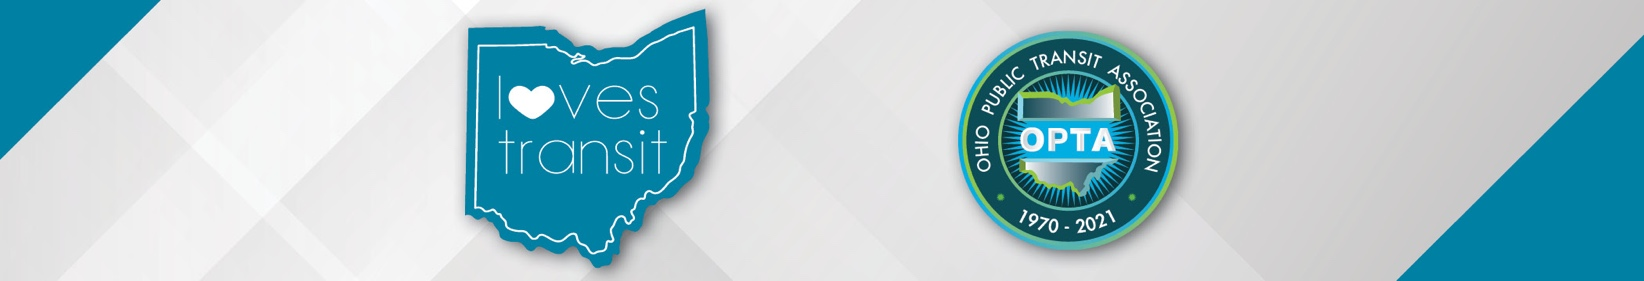 loves
transit
OHIO PUBLIC TRANSIT ASSOCIATION
OPTA
1970 - 2021